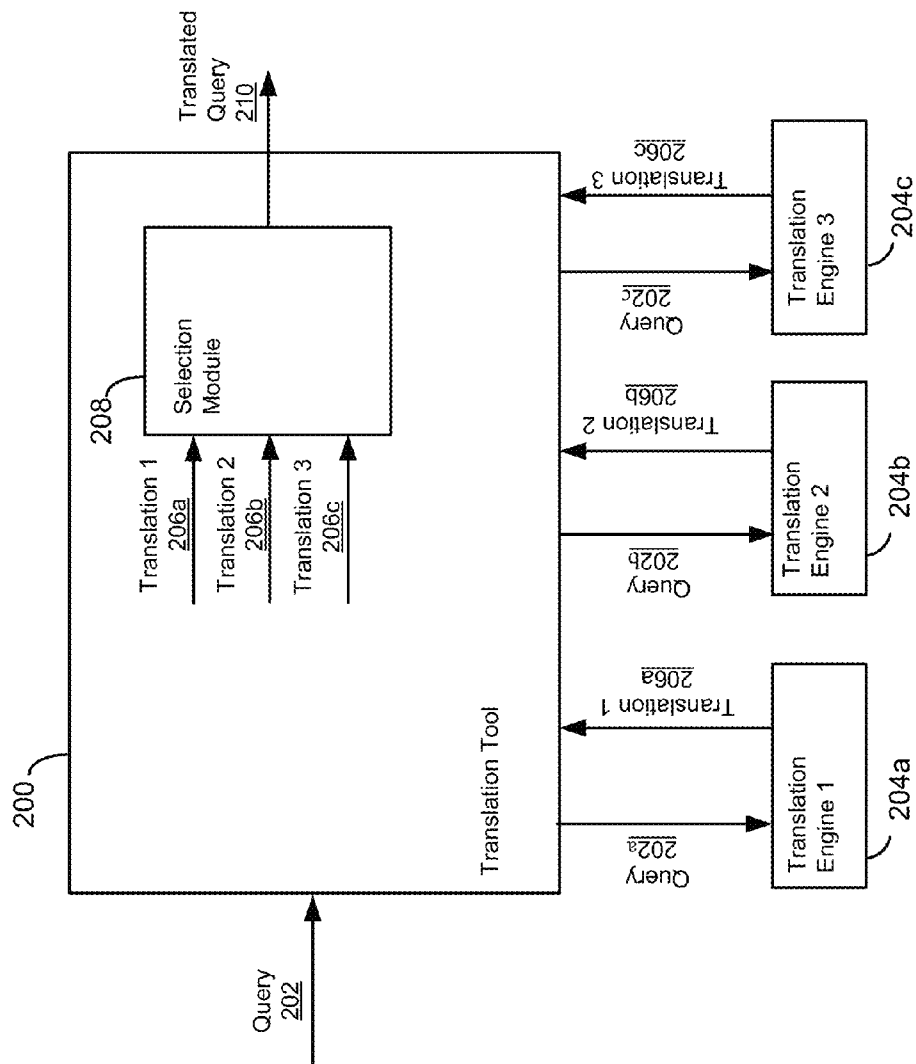 200
Query
202
Translation Tool
Translation 1
206a
Translation 2
206b
Translation 3
206c
208
Selection
Module
Translated
Query
210
Query
202a
Translation 1
206a
Query
202b
Translation 2
206b
Query
202c
Translation 3
206c
Translation
Engine 1
204a
Translation
Engine 2
204b
Translation
Engine 3
204c